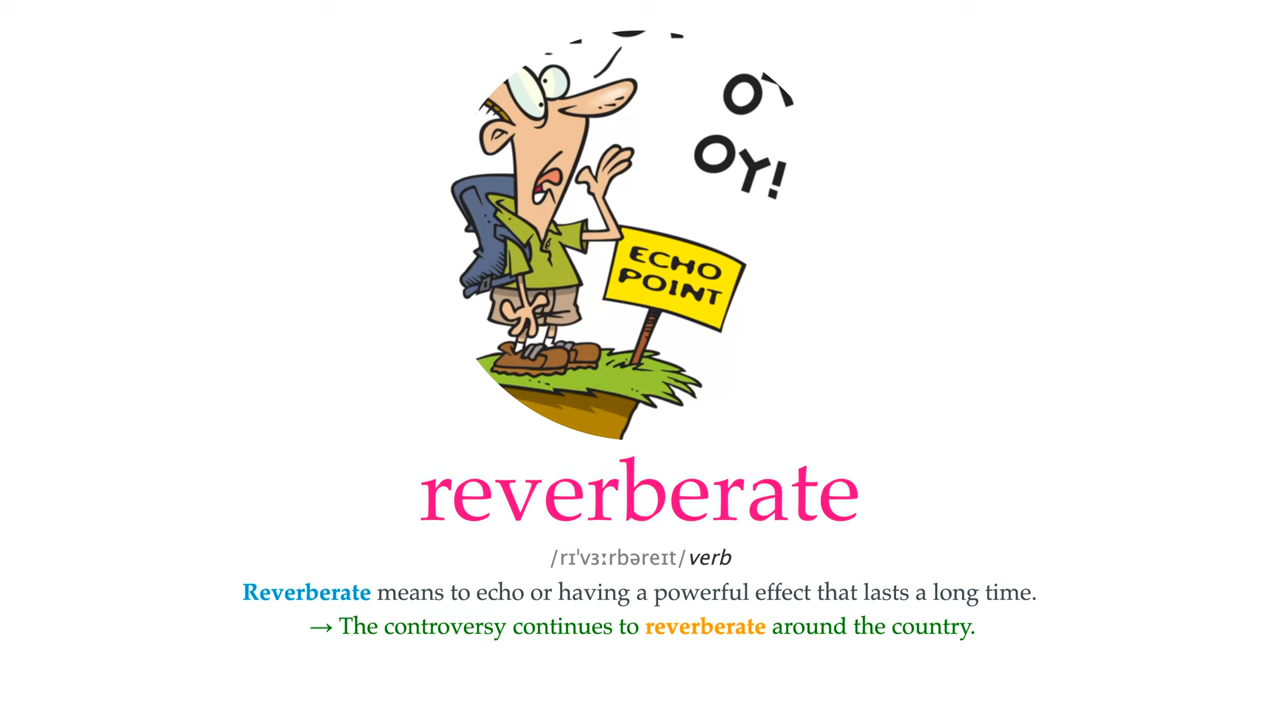 OY!
ECHO
POINT
reverberate
/rɪˈvɜːrbəreɪt/ verb
Reverberate means to echo or having a powerful effect that lasts a long time.
→ The controversy continues to reverberate around the country.